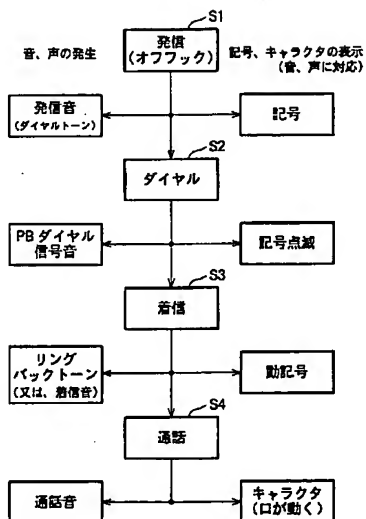 S1
発信
(オフフック)
音、声の発生
記号、キャラクタの表示
(音、声に対応)
発信音
(ダイヤルトーン)
記号
S2
ダイヤル
PBダイヤル
信号音
記号点滅
S3
着信
リング
バックトーン
(又は、着信音)
動記号
S4
通話
通話音
キャラクタ
(口が動く)